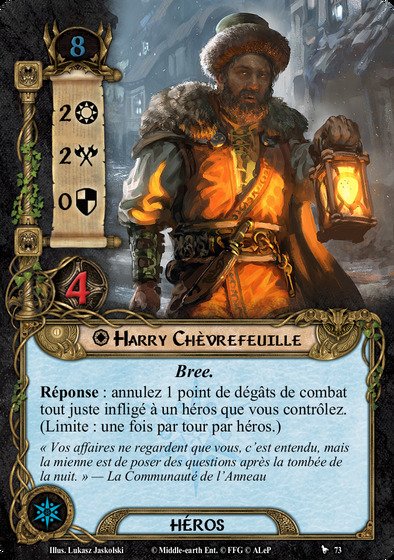 8
2
2
0
4
HARRY CHÈVREFEUILLE
Bree.
Réponse : annulez 1 point de dégâts de combat
tout juste infligé à un héros que vous contrôlez.
(Limite : une fois par tour par héros.)
« Vos affaires ne regardent que vous, c’est entendu, mais
la mienne est de poser des questions après la tombée de
la nuit. » — La Communauté de l’Anneau
HÉROS
Illus. Lukasz Jaskolski © Middle-earth Ent. © FFG © ALeP 73